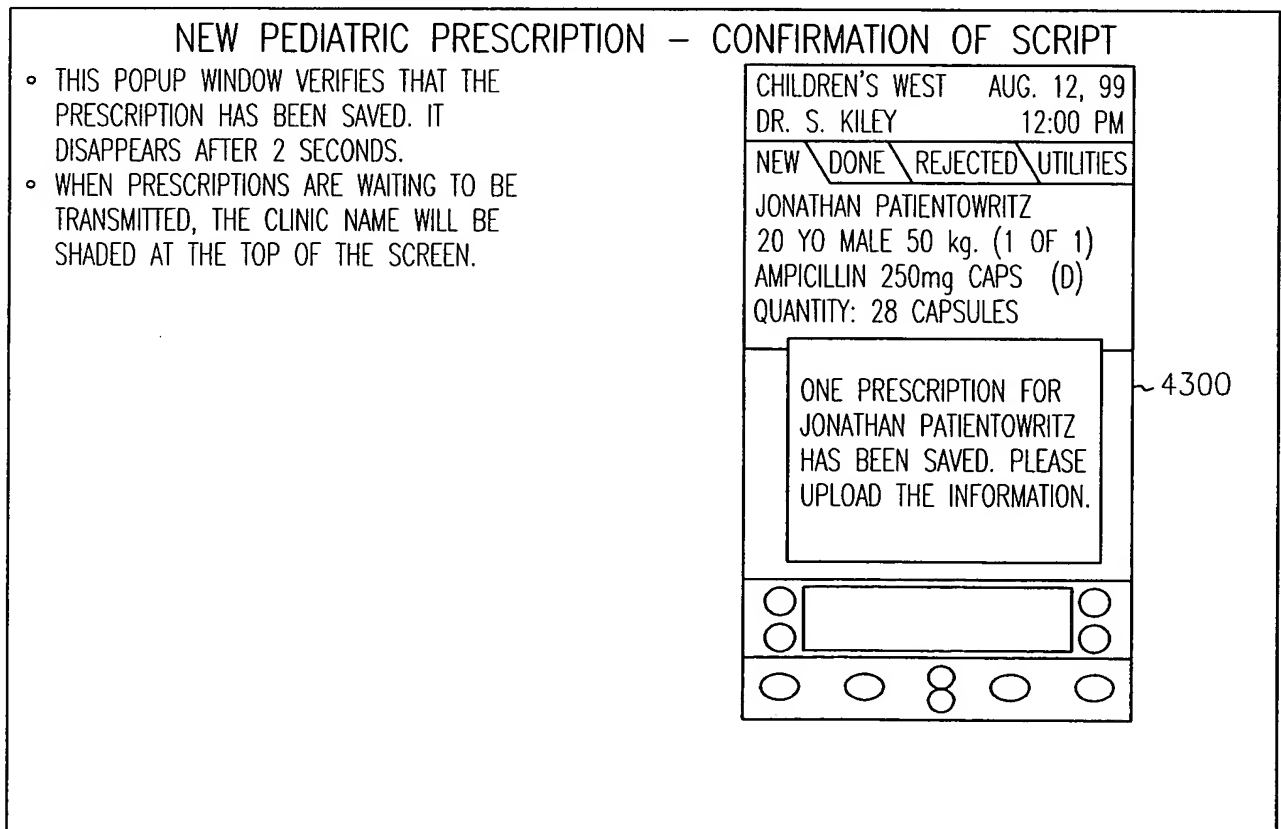 NEW PEDIATRIC PRESCRIPTION – CONFIRMATION OF SCRIPT
∘ THIS POPUP WINDOW VERIFIES THAT THE
PRESCRIPTION HAS BEEN SAVED. IT
DISAPPEARS AFTER 2 SECONDS.
∘ WHEN PRESCRIPTIONS ARE WAITING TO BE
TRANSMITTED, THE CLINIC NAME WILL BE
SHADED AT THE TOP OF THE SCREEN.
CHILDREN'S WEST AUG. 12, 99
DR. S. KILEY 12:00 PM
NEW DONE REJECTED UTILITIES
JONATHAN PATIENTOWRITZ
20 YO MALE 50 kg. (1 OF 1)
AMPICILLIN 250mg CAPS (D)
QUANTITY: 28 CAPSULES
ONE PRESCRIPTION FOR
JONATHAN PATIENTOWRITZ
HAS BEEN SAVED. PLEASE
UPLOAD THE INFORMATION.
4300